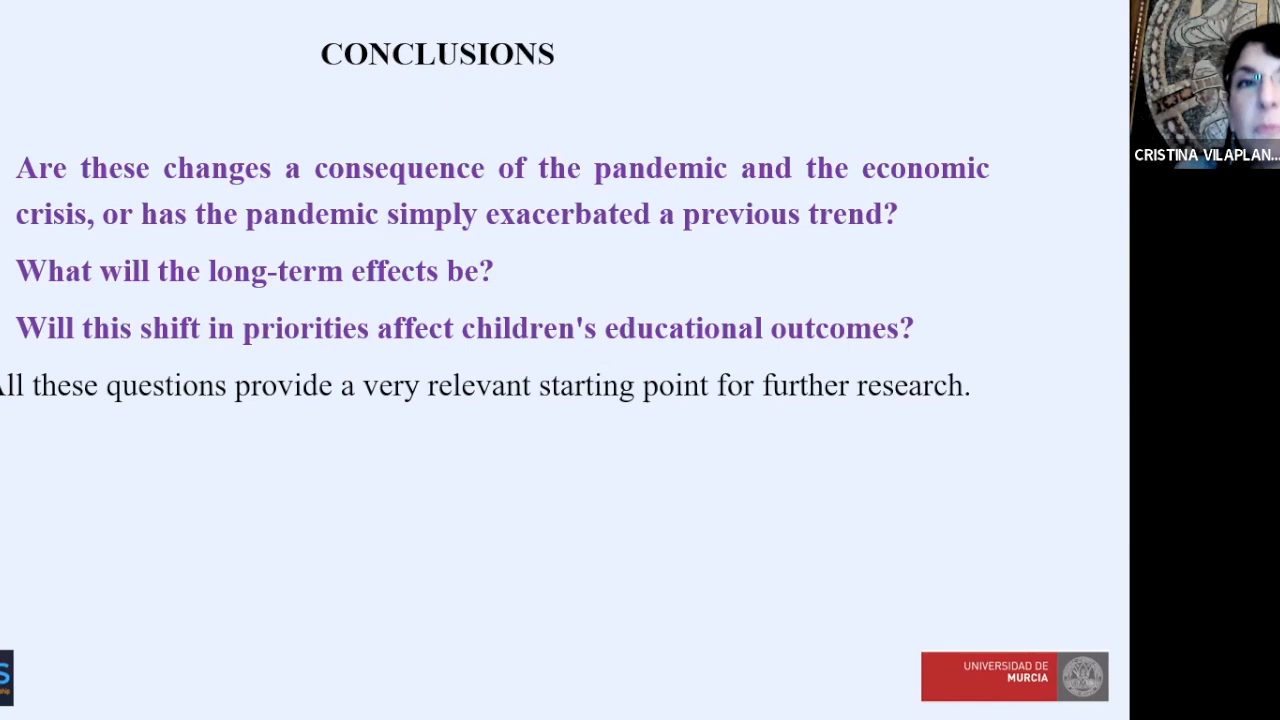 CONCLUSIONS
Are these changes a consequence of the pandemic and the economic
crisis, or has the pandemic simply exacerbated a previous trend?
What will the long-term effects be?
Will this shift in priorities affect children's educational outcomes?
All these questions provide a very relevant starting point for further research.
CRISTINA VILAPLAN...
S
UNIVERSIDAD DE
MURCIA